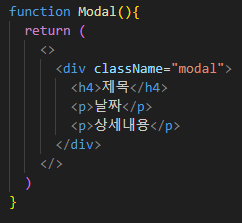 function Modal(){
  return (
    <>
      <div className="modal">
        <h4>제목</h4>
        <p>날짜</p>
        <p>상세내용</p>
      </div>
    </>
  )
}